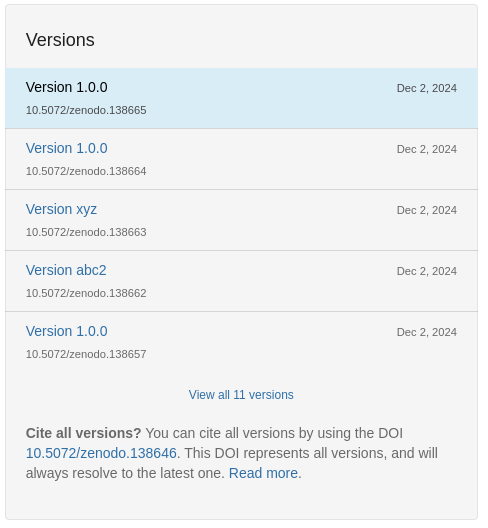 Versions
Version 1.0.0 Dec 2, 2024
10.5072/zenodo.138665
Version 1.0.0 Dec 2, 2024
10.5072/zenodo.138664
Version xyz Dec 2, 2024
10.5072/zenodo.138663
Version abc2 Dec 2, 2024
10.5072/zenodo.138662
Version 1.0.0 Dec 2, 2024
10.5072/zenodo.138657
View all 11 versions
Cite all versions? You can cite all versions by using the DOI
10.5072/zenodo.138646. This DOI represents all versions, and will
always resolve to the latest one. Read more.